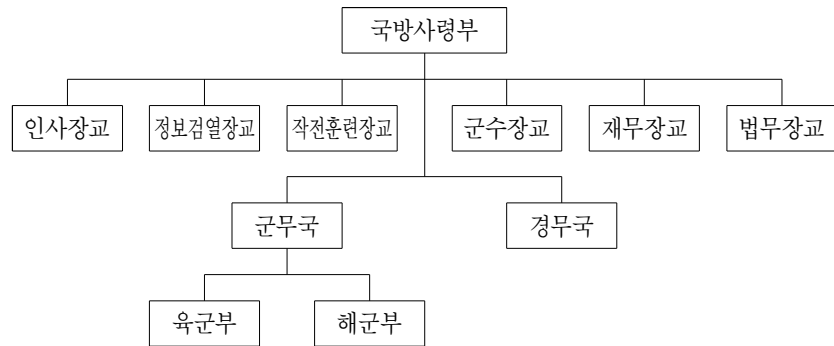 국방사령부
인사장교
정보검열장교
작전훈련장교
군수장교
재무장교
법무장교
군무국
경무국
육군부
해군부